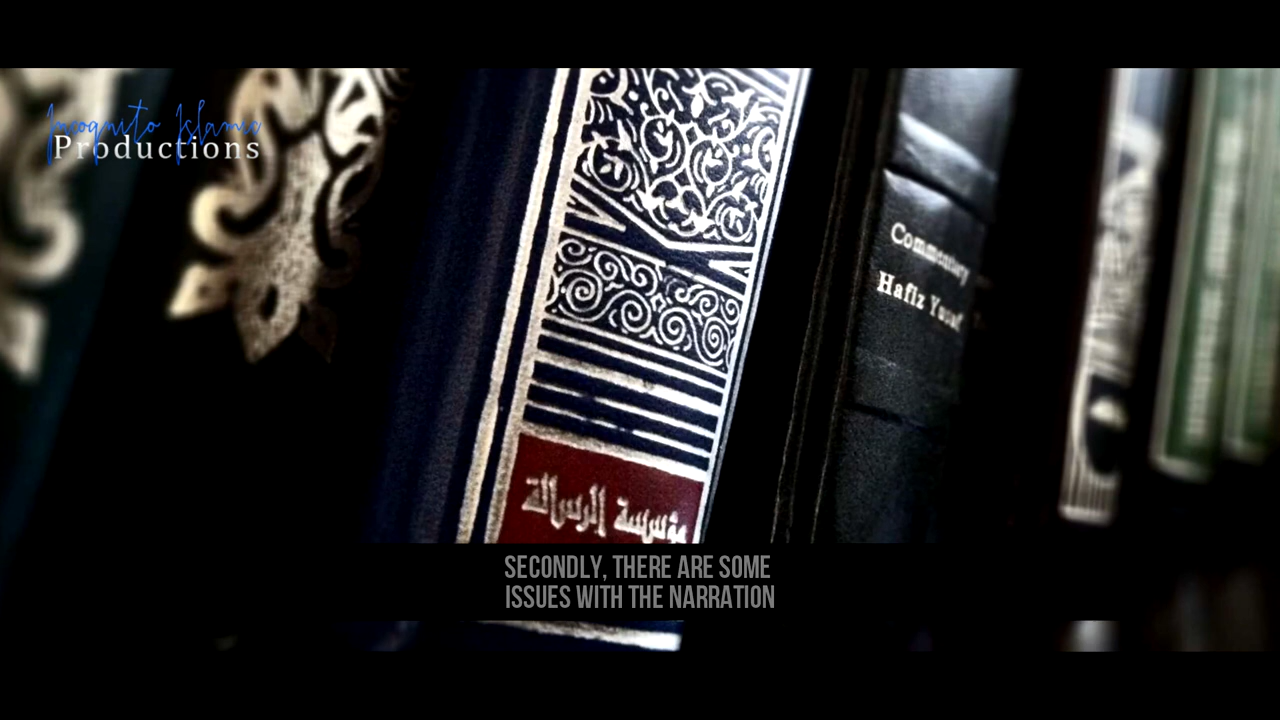 Incognito Islamic
Productions
Commentary
Hafiz Yusuf
مؤسسة الرسالة
SECONDLY, THERE ARE SOME
ISSUES WITH THE NARRATION